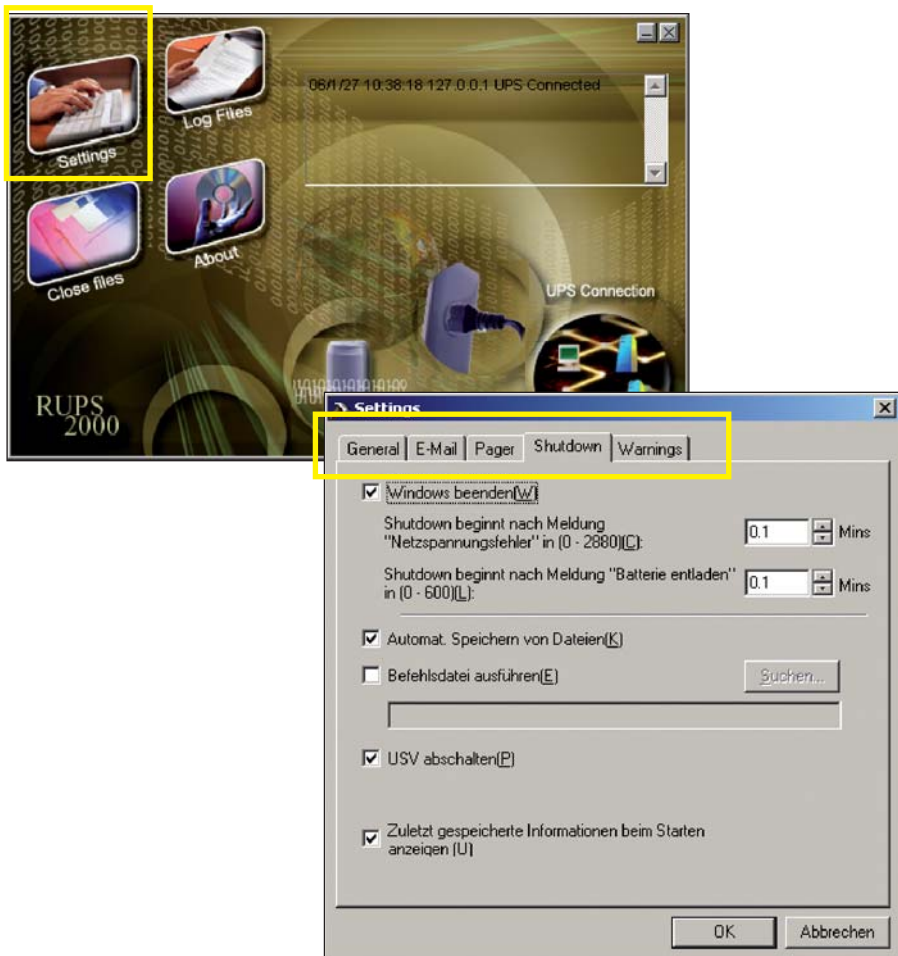 Settings
Log Files
Close files
About
06/1/27 10:38:18 127.0.0.1 UPS Connected
UPS Connection
RUPS
2000
Settings
General E-Mail Pager Shutdown Warnings
Windows beenden(W)
Shutdown beginnt nach Meldung
"Netzspannungsfehler" in (0 - 2880)(C):
0.1 Mins
Shutdown beginnt nach Meldung "Batterie entladen"
in (0 - 600)(L):
0.1 Mins
Automat. Speichern von Dateien(K)
Befehlsdatei ausführen(E)
Suchen...
USV abschalten(P)
Zuletzt gespeicherte Informationen beim Starten
anzeigen (U)
OK Abbrechen